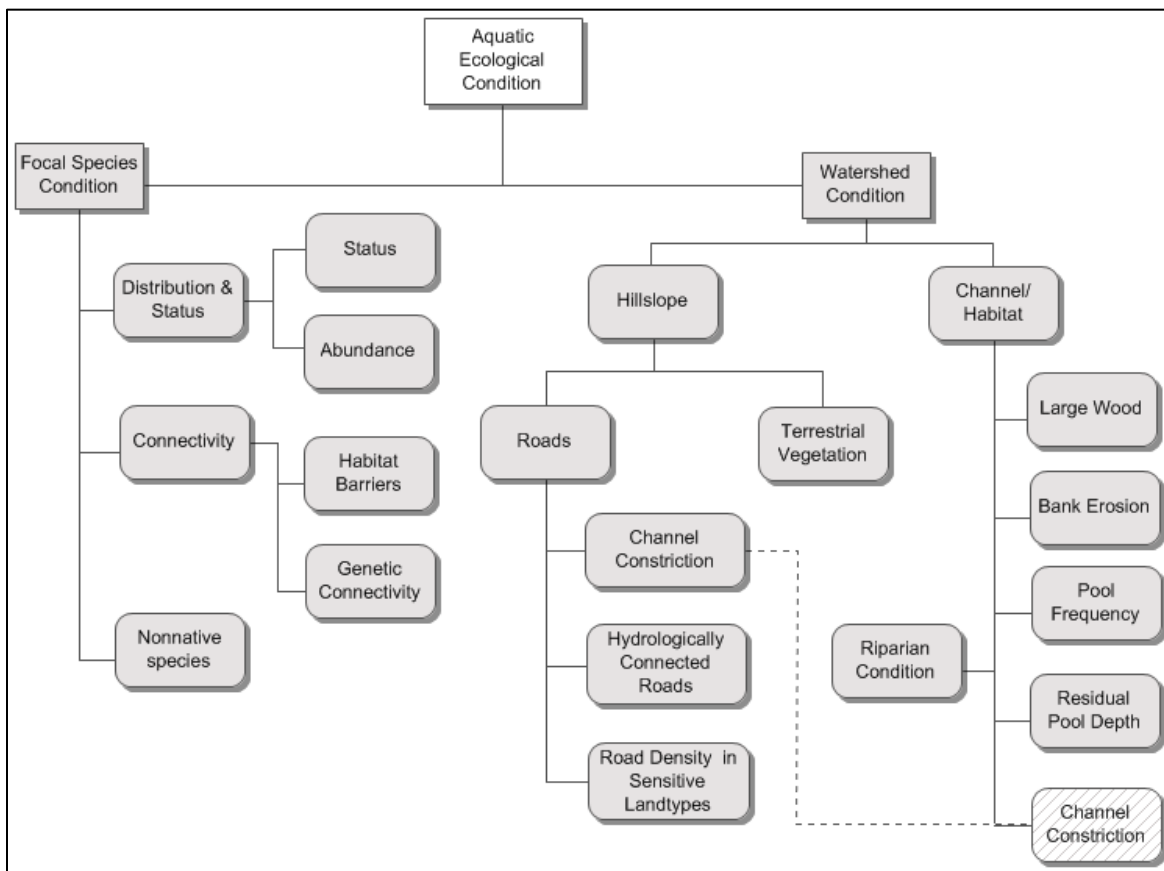 Aquatic
Ecological
Condition
Focal Species
Condition
Watershed
Condition
Distribution &
Status
Status
Abundance
Connectivity
Habitat
Barriers
Genetic
Connectivity
Nonnative
species
Hillslope
Roads
Terrestrial
Vegetation
Channel
Constriction
Hydrologically
Connected
Roads
Road Density in
Sensitive
Landtypes
Channel/
Habitat
Large Wood
Bank Erosion
Pool
Frequency
Riparian
Condition
Residual
Pool Depth
Channel
Constriction